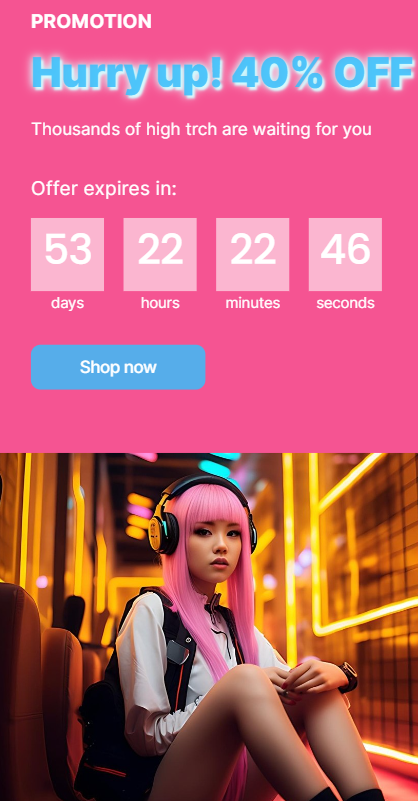 PROMOTION
Hurry up! 40% OFF
Thousands of high trch are waiting for you
Offer expires in:
53 22 22 46
days hours minutes seconds
Shop now